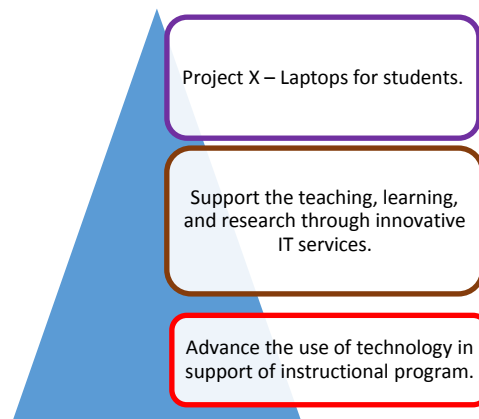 Project X – Laptops for students.
Support the teaching, learning,
and research through innovative
IT services.
Advance the use of technology in
support of instructional program.